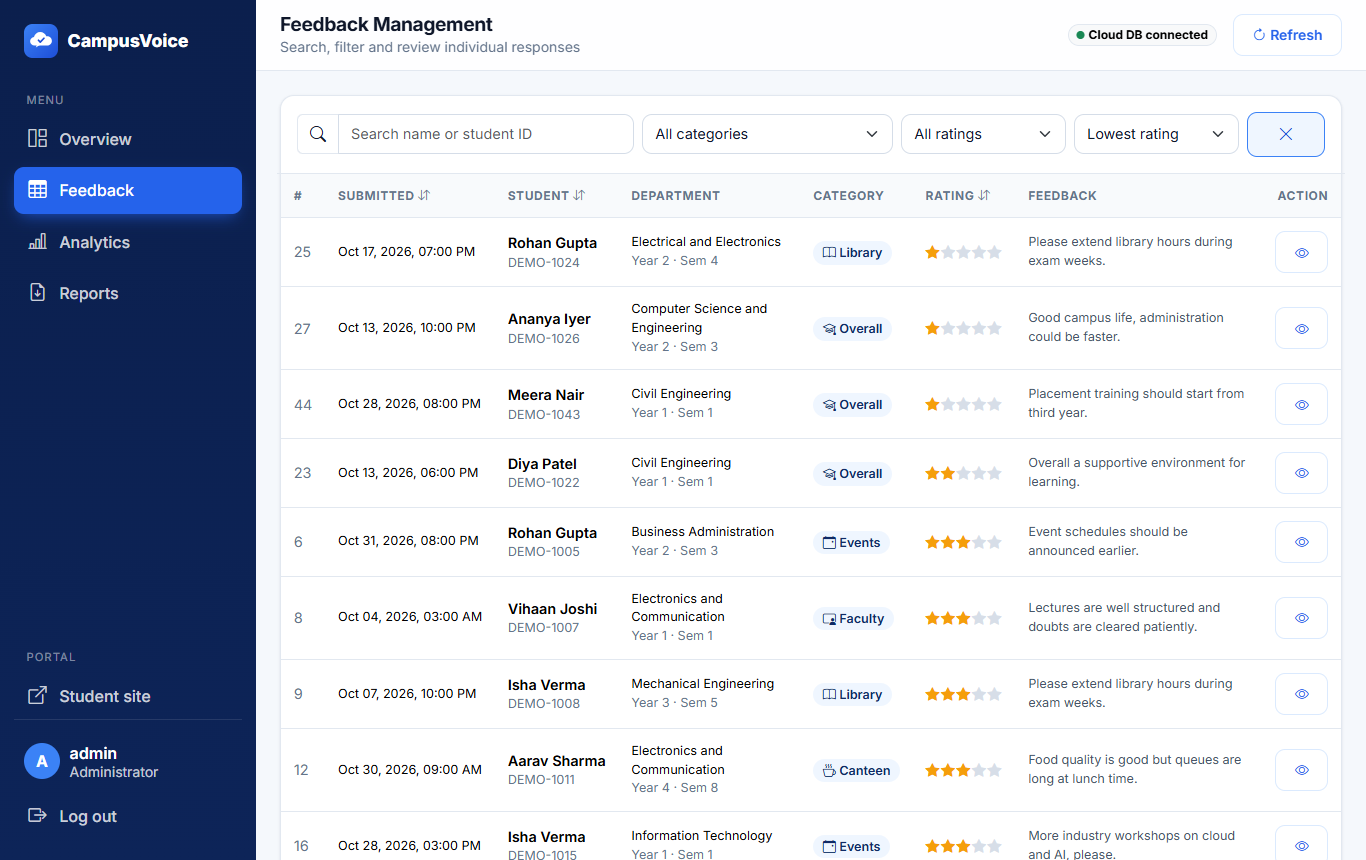 CampusVoice
MENU
Overview
Feedback
Analytics
Reports
PORTAL
Student site
A
admin
Administrator
Log out
Feedback Management
Search, filter and review individual responses
Cloud DB connected
Refresh
Search name or student ID
All categories
All ratings
Lowest rating
# SUBMITTED STUDENT DEPARTMENT CATEGORY RATING FEEDBACK ACTION
25 Oct 17, 2026, 07:00 PM
Rohan Gupta
DEMO-1024
Electrical and Electronics
Year 2 · Sem 4
Library
Please extend library hours during
exam weeks.
27 Oct 13, 2026, 10:00 PM
Ananya Iyer
DEMO-1026
Computer Science and
Engineering
Year 2 · Sem 3
Overall
Good campus life, administration
could be faster.
44 Oct 28, 2026, 08:00 PM
Meera Nair
DEMO-1043
Civil Engineering
Year 1 · Sem 1
Overall
Placement training should start from
third year.
23 Oct 13, 2026, 06:00 PM
Diya Patel
DEMO-1022
Civil Engineering
Year 1 · Sem 1
Overall
Overall a supportive environment for
learning.
6 Oct 31, 2026, 08:00 PM
Rohan Gupta
DEMO-1005
Business Administration
Year 2 · Sem 3
Events
Event schedules should be
announced earlier.
8 Oct 04, 2026, 03:00 AM
Vihaan Joshi
DEMO-1007
Electronics and
Communication
Year 1 · Sem 1
Faculty
Lectures are well structured and
doubts are cleared patiently.
9 Oct 07, 2026, 10:00 PM
Isha Verma
DEMO-1008
Mechanical Engineering
Year 3 · Sem 5
Library
Please extend library hours during
exam weeks.
12 Oct 30, 2026, 09:00 AM
Aarav Sharma
DEMO-1011
Electronics and
Communication
Year 4 · Sem 8
Canteen
Food quality is good but queues are
long at lunch time.
16 Oct 28, 2026, 03:00 PM
Isha Verma
DEMO-1015
Information Technology
Year 1 · Sem 1
Events
More industry workshops on cloud
and AI, please.